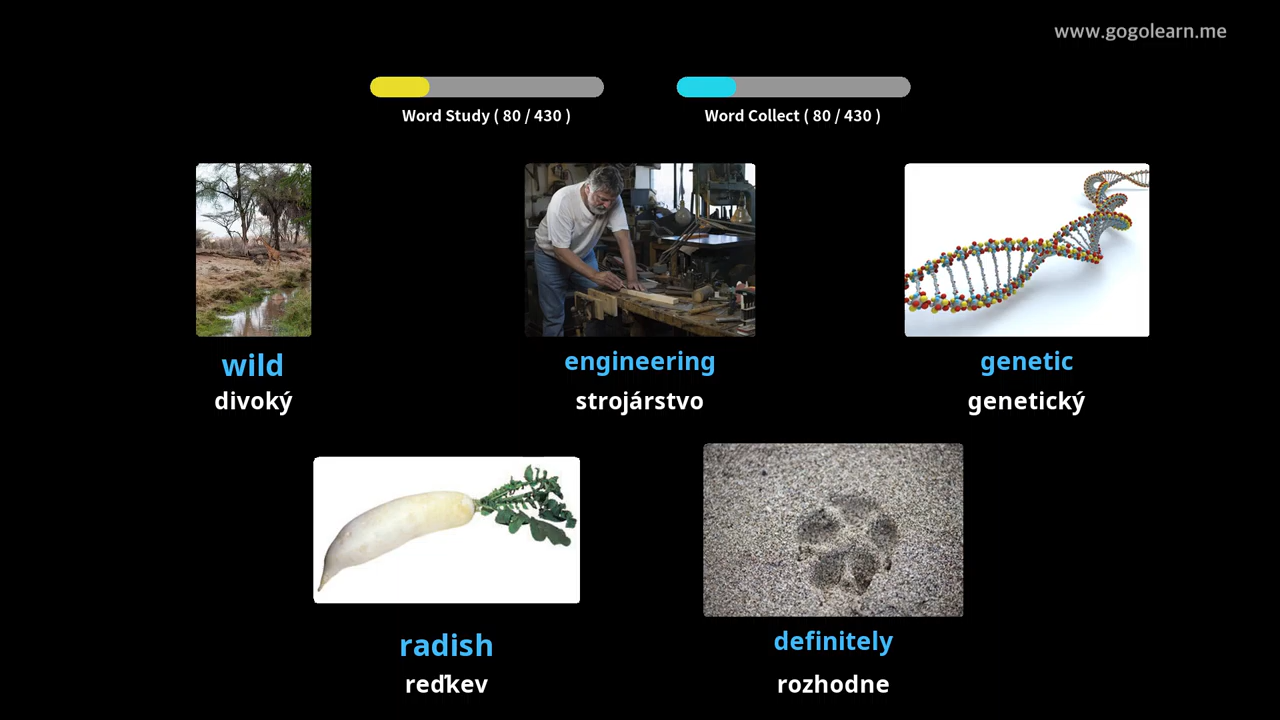 www.gogolearn.me
Word Study ( 80 / 430 )
Word Collect ( 80 / 430 )
wild
divoký
engineering
strojárstvo
genetic
genetický
radish
reďkev
definitely
rozhodne